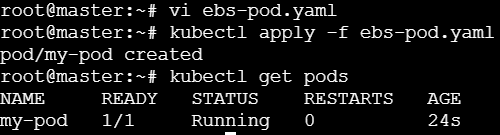 root@master:~# vi ebs-pod.yaml
root@master:~# kubectl apply -f ebs-pod.yaml
pod/my-pod created
root@master:~# kubectl get pods
NAME READY STATUS RESTARTS AGE
my-pod 1/1 Running 0 24s